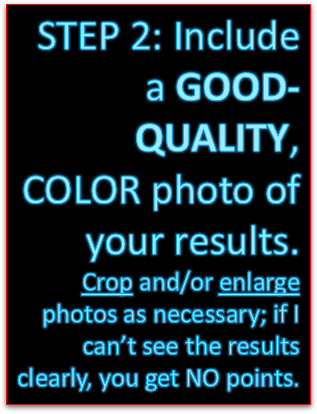 STEP 2: Include
a GOOD-
QUALITY,
COLOR photo of
your results.
Crop and/or enlarge
photos as necessary; if I
can’t see the results
clearly, you get NO points.